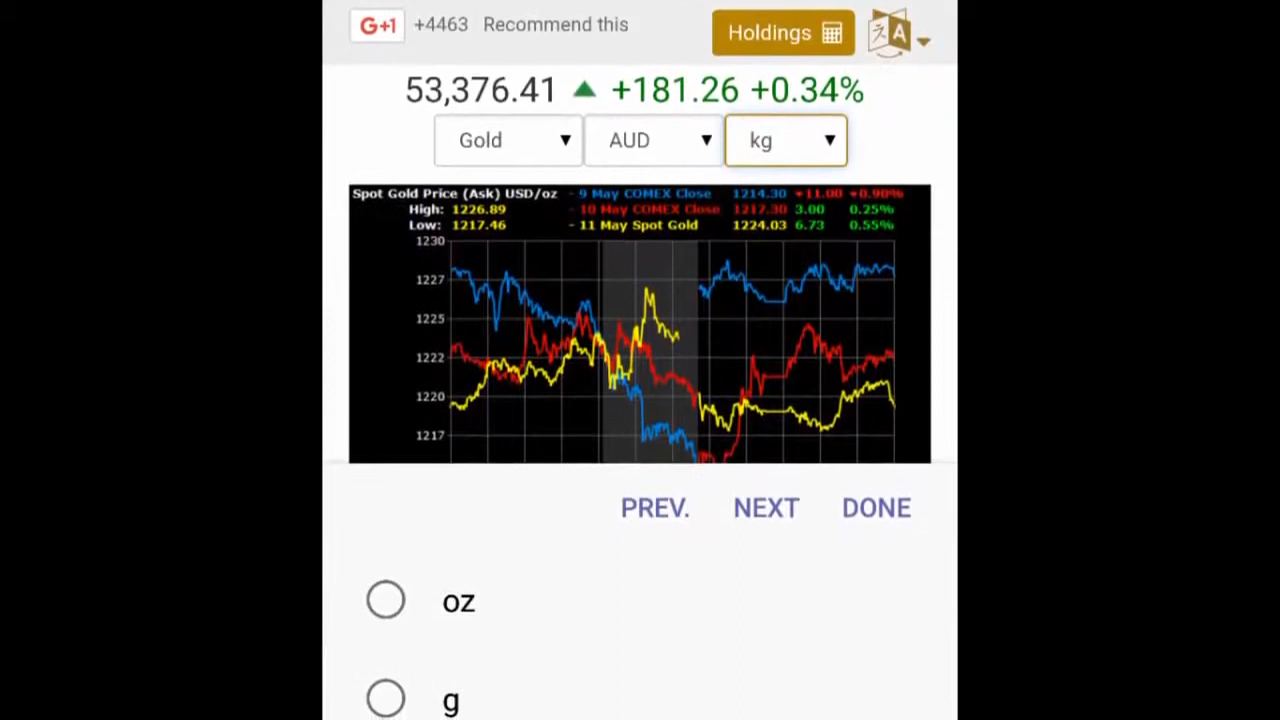 G+1 +4463 Recommend this Holdings
53,376.41 ▲ +181.26 +0.34%
Gold ▼ AUD ▼ kg ▼
Spot Gold Price (Ask) USD/oz - 9 May COMEX Close 1214.30 -11.00 -0.90%
High: 1226.89 - 10 May COMEX Close 1217.30 3.00 0.25%
Low: 1217.46 - 11 May Spot Gold 1224.03 6.73 0.55%
1230
1227
1225
1222
1220
1217
PREV. NEXT DONE
oz
g